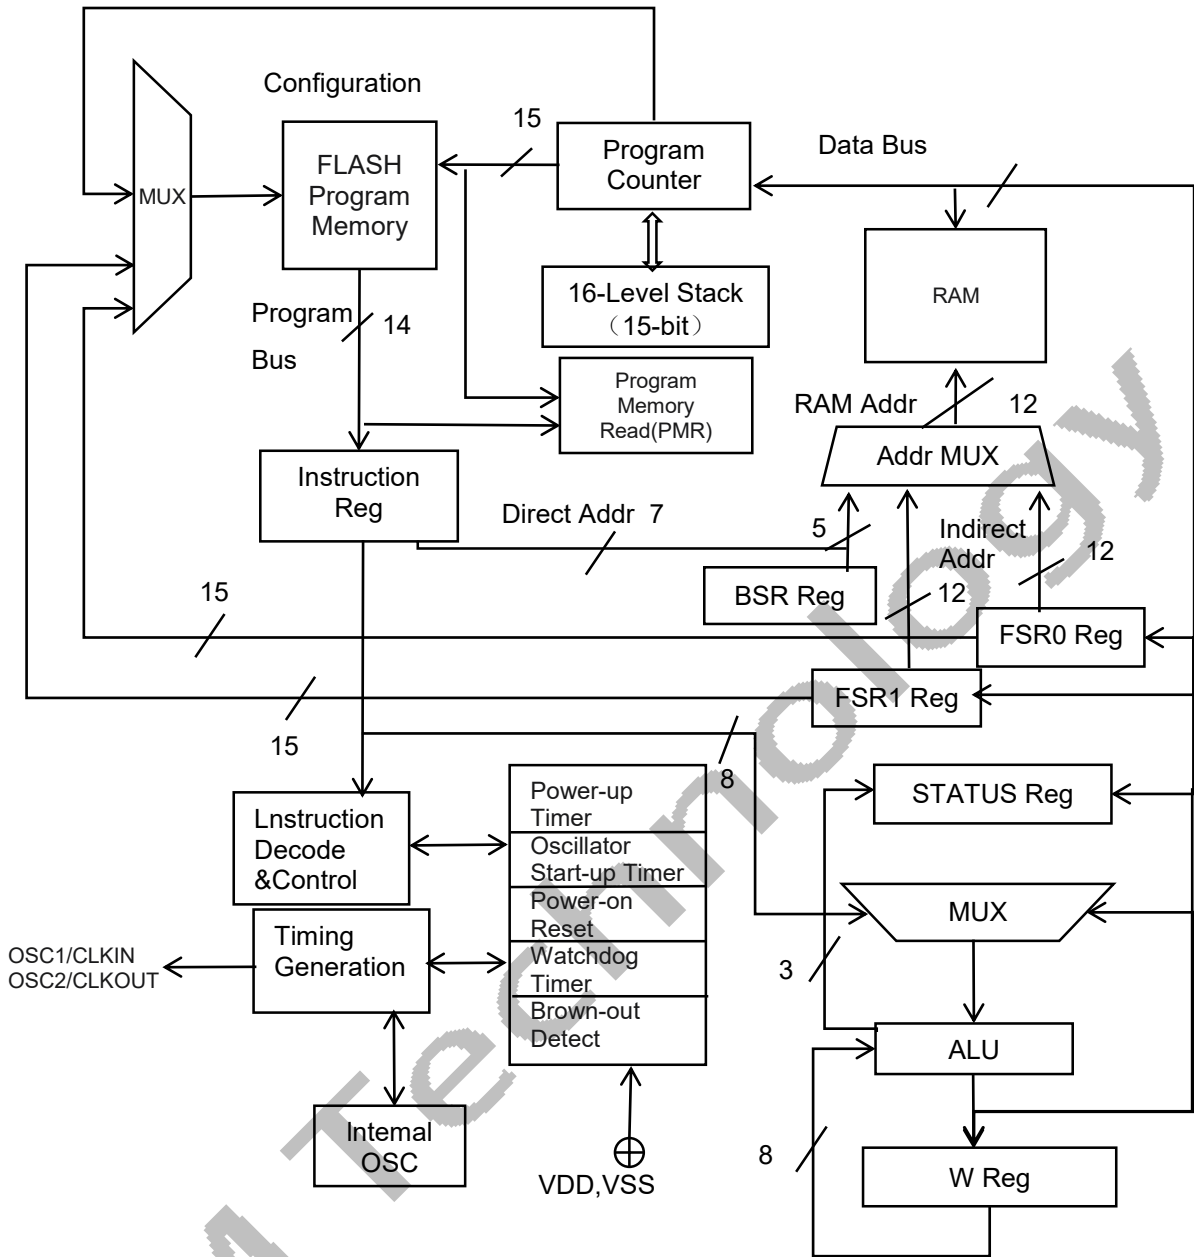 Configuration
15
Data Bus
MUX
FLASH
Program
Memory
Program
Counter
16-Level Stack
（15-bit）
RAM
Program
Bus
14
Program
Memory
Read(PMR)
RAM Addr
12
Addr MUX
Instruction
Reg
Direct Addr 7
5
Indirect
Addr
12
12
BSR Reg
15
FSR0 Reg
FSR1 Reg
15
8
Power-up
Timer
STATUS Reg
Lnstruction
Decode
&Control
Oscillator
Start-up Timer
Power-on
Reset
MUX
Timing
Generation
OSC1/CLKIN
OSC2/CLKOUT
Watchdog
Timer
3
Brown-out
Detect
ALU
Intemal
OSC
VDD,VSS
8
W Reg
Technology